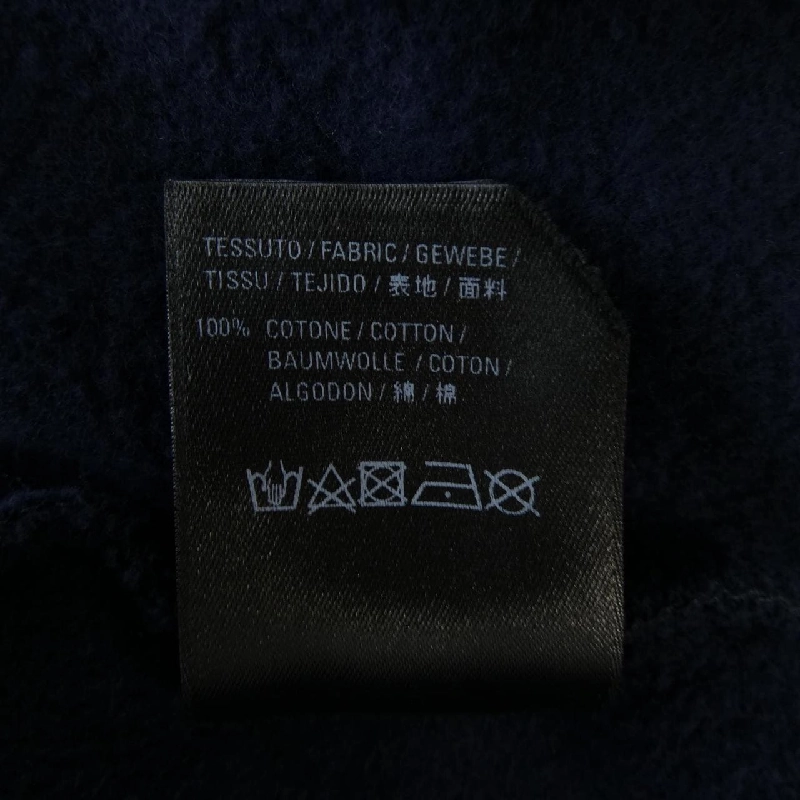 TESSUTO / FABRIC / GEWEBE /
TISSU / TEJIDO / 表地 / 面料
100% COTONE / COTTON /
BAUMWOLLE / COTON /
ALGODON / 綿 / 棉